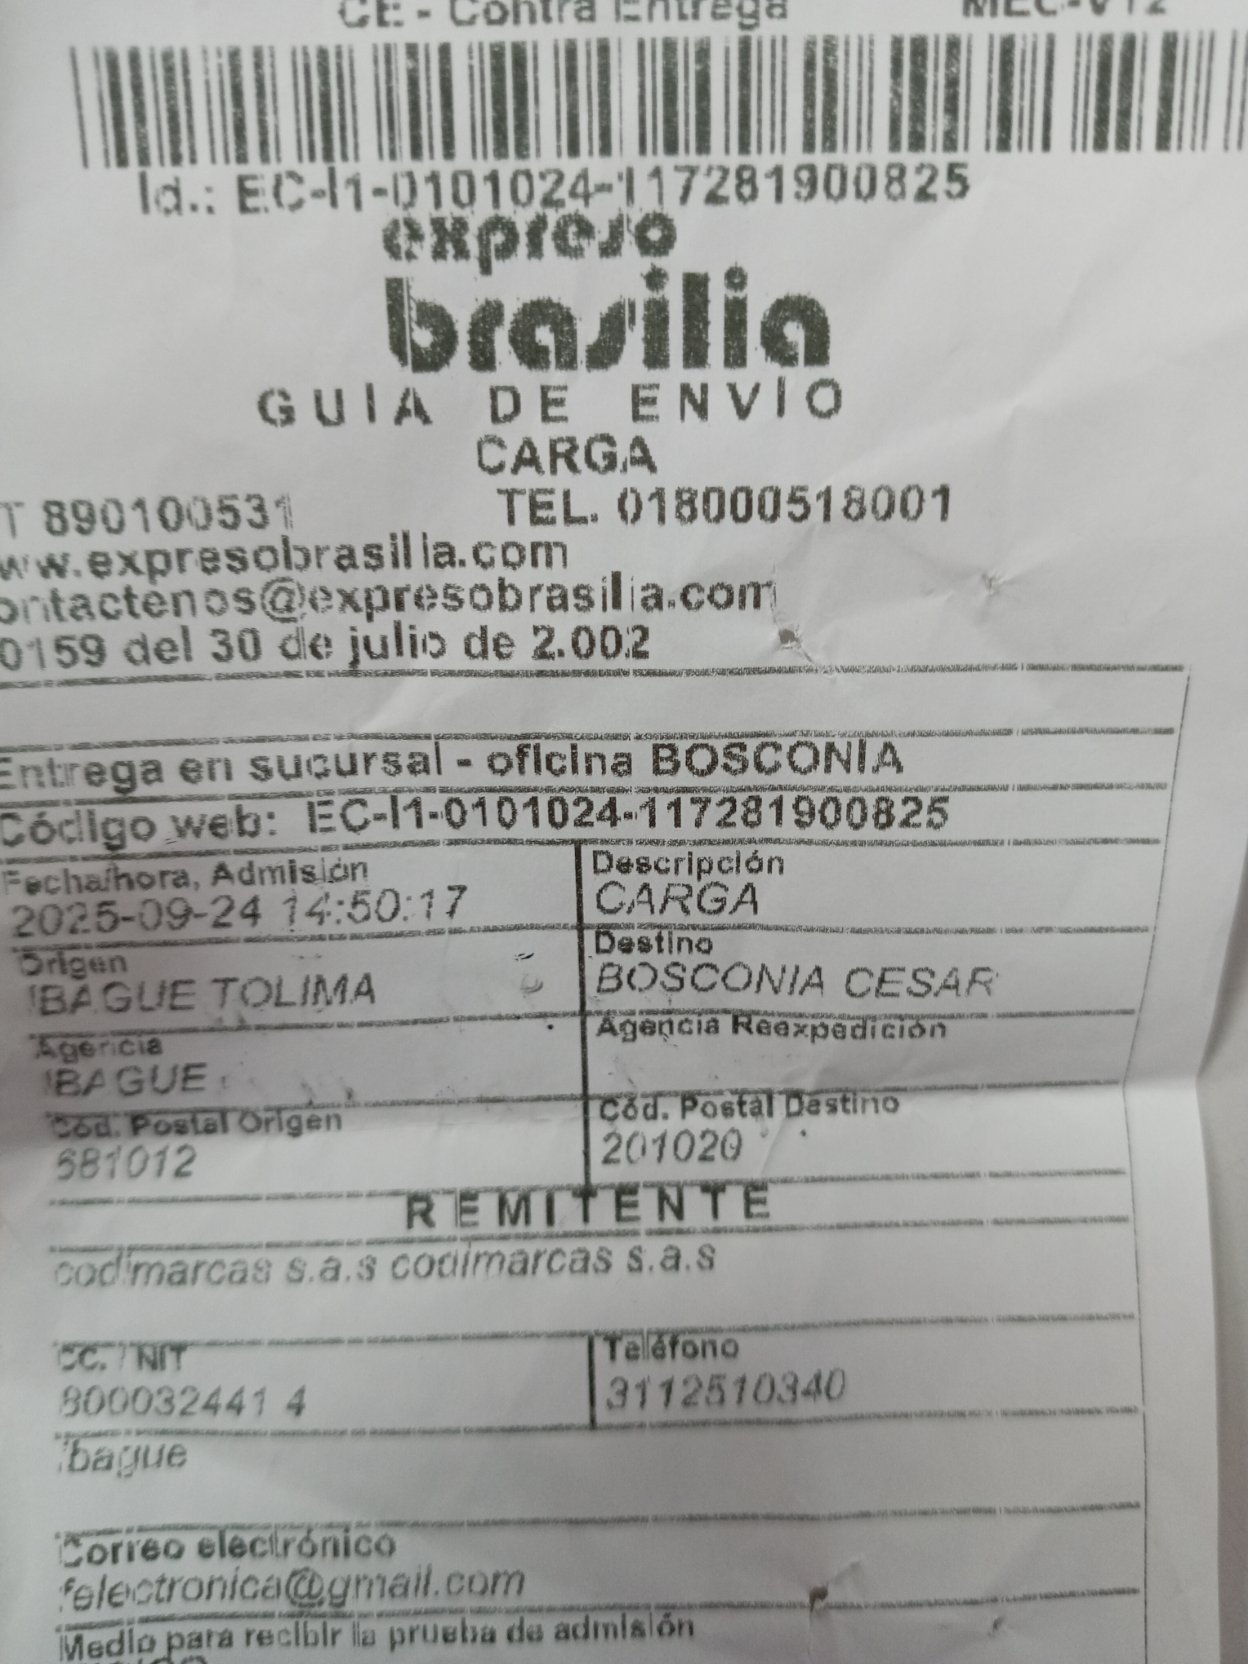 CE - Contra Entrega MEC-V12
Id.: EC-I1-0101024-117281900825
expreso
brasilia
GUIA DE ENVIO
CARGA
T 890100531 TEL. 018000518001
ww.expresobrasilia.com
ontactenos@expresobrasilia.com
0159 del 30 de julio de 2.002
Entrega en sucursal - oficina BOSCONIA
Código web: EC-I1-0101024-117281900825
Fecha/hora, Admisión Descripción
2025-09-24 14:50:17 CARGA
Origen Destino
IBAGUE TOLIMA BOSCONIA CESAR
Agencia Agencia Reexpedición
IBAGUE
Cód. Postal Origen Cód. Postal Destino
681012 201020
REMITENTE
codimarcas s.a.s codimarcas s.a.s
CC. / NIT Teléfono
800032441 4 3112510340
Ibague
Correo electrónico
felectronica@gmail.com
Medio para recibir la prueba de admisión